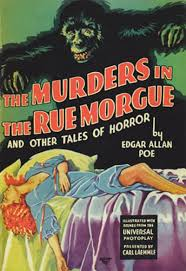 THE MURDERS IN
THE RUE MORGUE
AND OTHER TALES OF HORROR
by
EDGAR ALLAN
POE
ILLUSTRATED WITH
SCENES FROM THE
UNIVERSAL
PHOTOPLAY
PRESENTED BY
CARL LAEMMLE